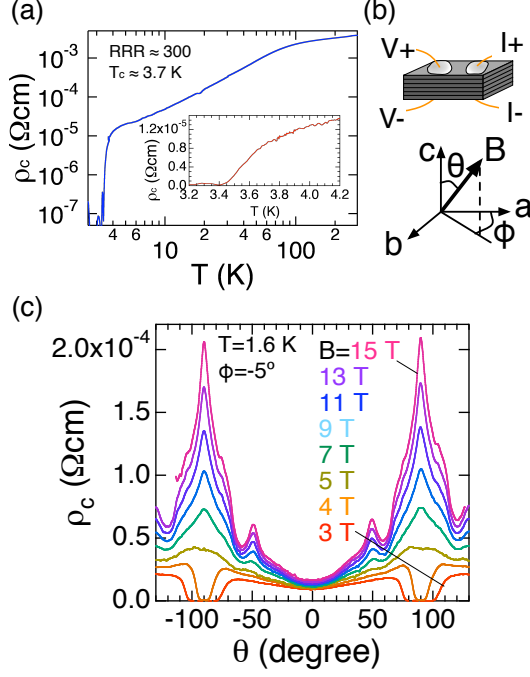 (a)
RRR ≈ 300
Tc ≈ 3.7 K
ρc (Ωcm)
10-3
10-4
10-5
10-6
10-7
4 6 10 2 4 6 100 2
T (K)
ρc (Ωcm)
1.2x10-5
0.8
0.4
0.0
3.2 3.4 3.6 3.8 4.0 4.2
T (K)
(b)
V+ I+
V- I-
c θ B
a
b ϕ
(c)
T=1.6 K
ϕ=-5º
B=15 T
13 T
11 T
9 T
7 T
5 T
4 T
3 T
ρc (Ωcm)
2.0x10-4
1.5
1.0
0.5
0.0
-100 -50 0 50 100
θ (degree)